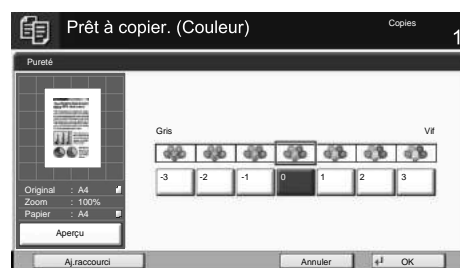 Prêt à copier. (Couleur)
Copies
1
Pureté
Gris
Vif
-3 -2 -1 0 1 2 3
Original : A4
Zoom : 100%
Papier : A4
Aperçu
Aj.raccourci
Annuler
OK